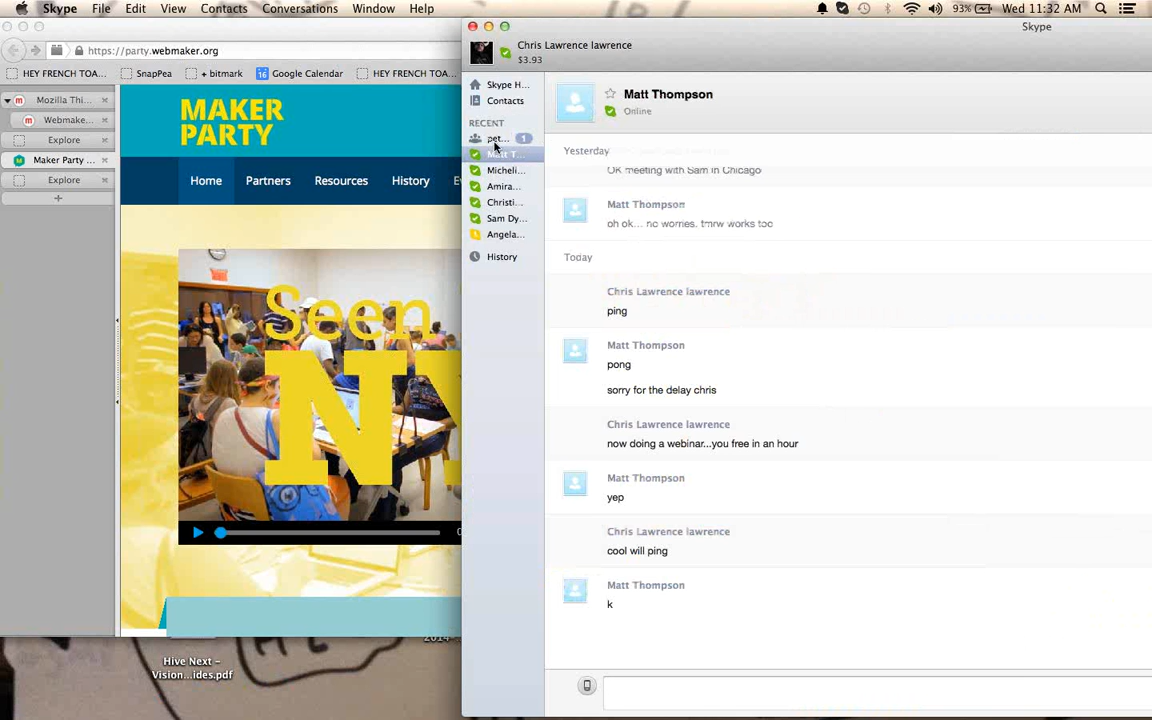 Skype File Edit View Contacts Conversations Window Help 93% Wed 11:32 AM
https://party.webmaker.org
HEY FRENCH TOA... SnapPea + bitmark 16 Google Calendar HEY FRENCH TOA...
m Mozilla Thi...
m Webmake...
Explore
Maker Party ...
Explore
+
MAKER
PARTY
Home Partners Resources History E
Seen
NY
Hive Next –
Vision...ides.pdf
2014-...
Skype
Chris Lawrence lawrence
$3.93
Skype H...
Contacts
RECENT
pet... 1
Matt T...
Micheli...
Amira...
Christi...
Sam Dy...
Angela...
History
Matt Thompson
Online
Yesterday
OK meeting with Sam in Chicago
Matt Thompson
oh ok... no worries. tmrw works too
Today
Chris Lawrence lawrence
ping
Matt Thompson
pong
sorry for the delay chris
Chris Lawrence lawrence
now doing a webinar...you free in an hour
Matt Thompson
yep
Chris Lawrence lawrence
cool will ping
Matt Thompson
k